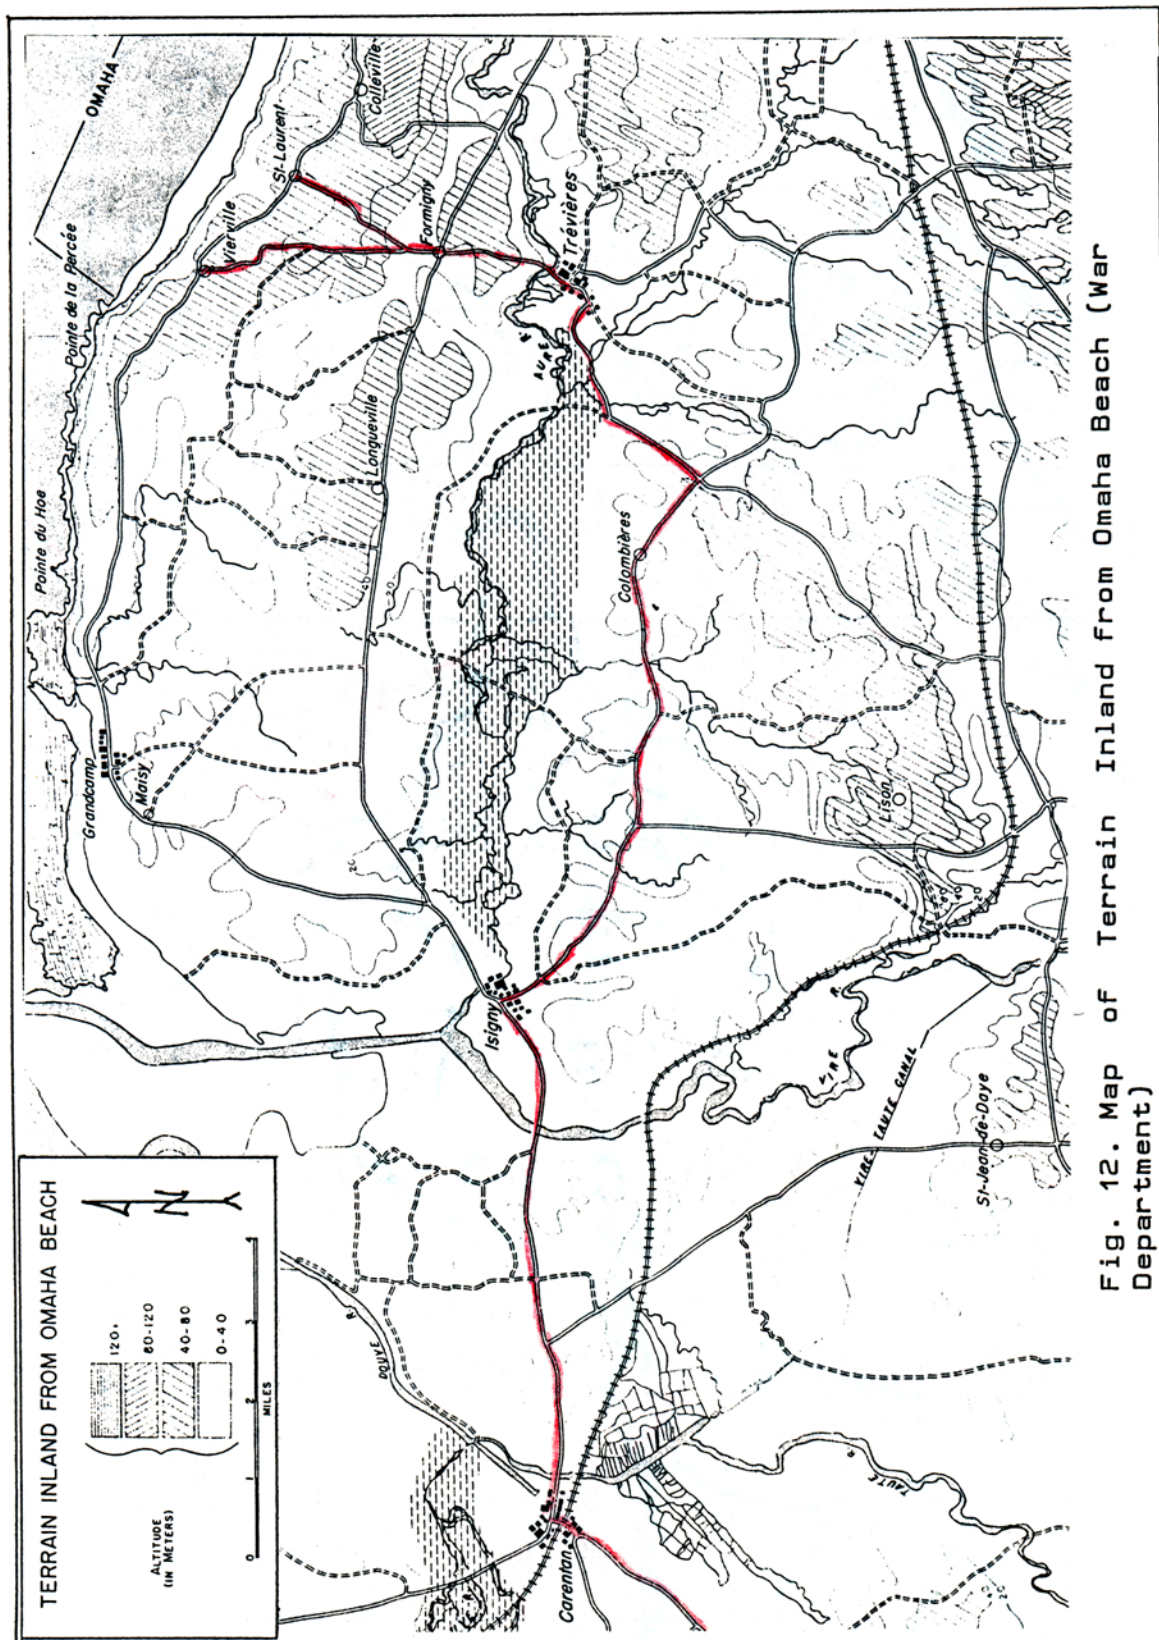 TERRAIN INLAND FROM OMAHA BEACH
ALTITUDE
(IN METERS)
120+
80-120
40-80
0-40
N
0 1 2 3 4
MILES
OMAHA
Pointe de la Percée
Pointe du Hoe
Grandcamp
Maisy
Vierville
St-Laurent
Colleville
Formigny
Longueville
Trévières
AURE R.
Colombières
Isigny
Lison
60
40
20
VIRE R.
VIRE-TAUTE CANAL
St-Jean-de-Daye
DOUVE R.
Carentan
TAUTE R.
Fig. 12. Map of Terrain Inland from Omaha Beach (War
Department)